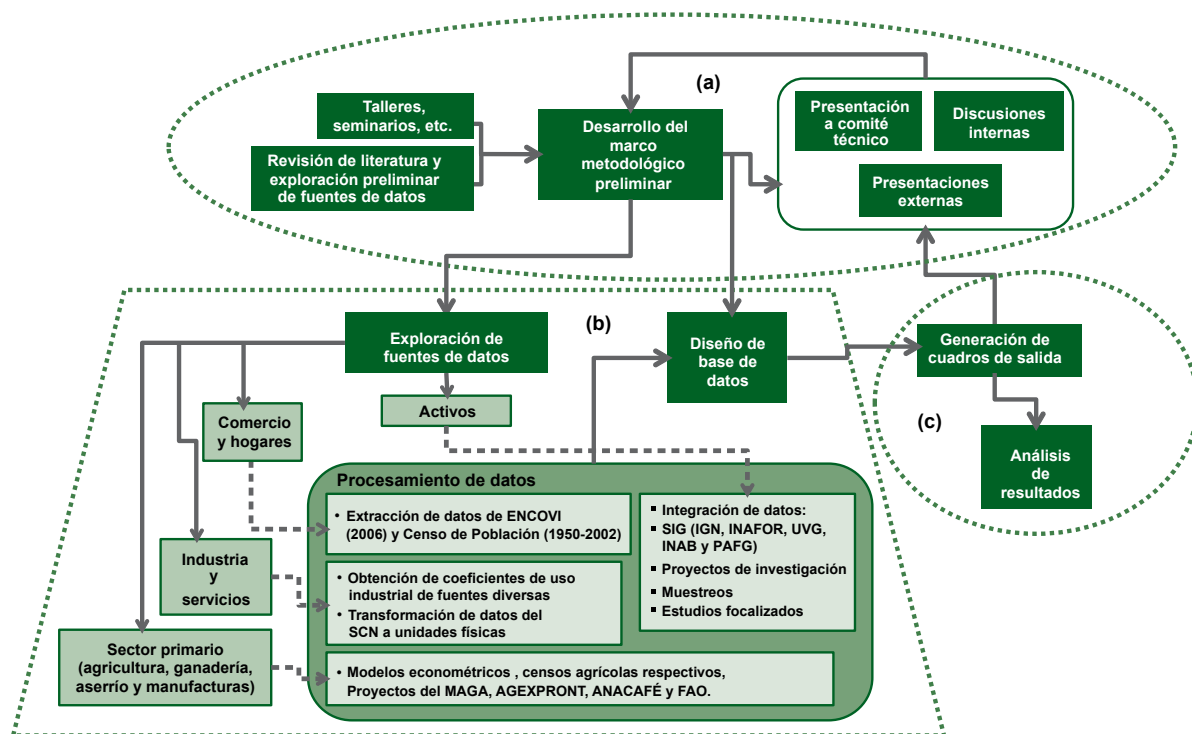 (a)
Talleres,
seminarios, etc.
Revisión de literatura y
exploración preliminar
de fuentes de datos
Desarrollo del
marco
metodológico
preliminar
Presentación
a comité
técnico
Discusiones
internas
Presentaciones
externas
(b)
Exploración de
fuentes de datos
Diseño de
base de
datos
Generación de
cuadros de salida
(c)
Análisis
de
resultados
Activos
Comercio
y hogares
Industria
y
servicios
Sector primario
(agricultura, ganadería,
aserrío y manufacturas)
Procesamiento de datos
• Extracción de datos de ENCOVI
(2006) y Censo de Población (1950-2002)
• Obtención de coeficientes de uso
industrial de fuentes diversas
• Transformación de datos del
SCN a unidades físicas
▪ Integración de datos:
▪ SIG (IGN, INAFOR, UVG,
INAB y PAFG)
▪ Proyectos de investigación
▪ Muestreos
▪ Estudios focalizados
• Modelos econométricos , censos agrícolas respectivos,
Proyectos del MAGA, AGEXPRONT, ANACAFÉ y FAO.